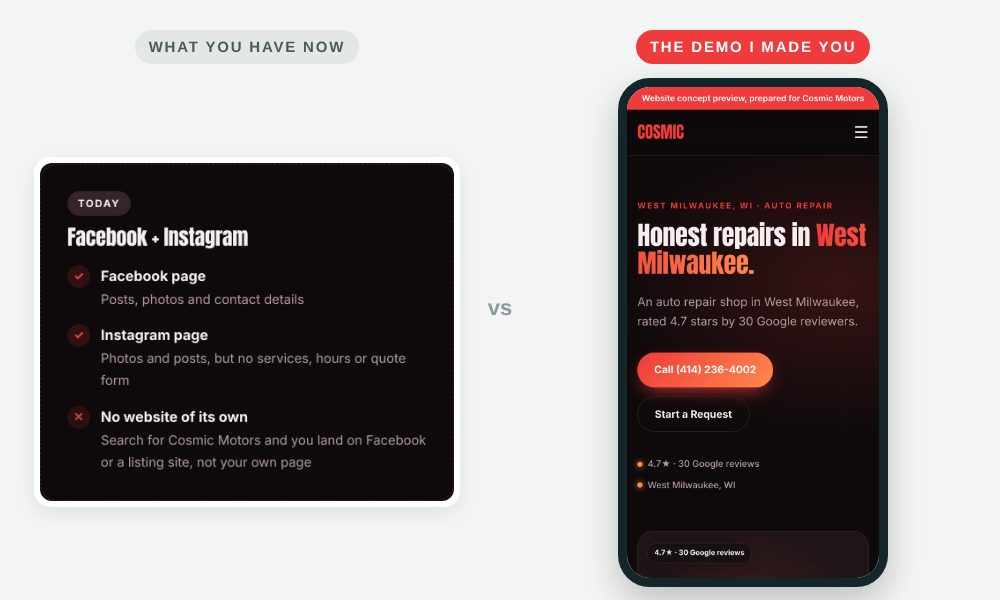 WHAT YOU HAVE NOW
TODAY
Facebook + Instagram
Facebook page
Posts, photos and contact details
Instagram page
Photos and posts, but no services, hours or quote
form
No website of its own
Search for Cosmic Motors and you land on Facebook
or a listing site, not your own page
vs
THE DEMO I MADE YOU
Website concept preview, prepared for Cosmic Motors
COSMIC
WEST MILWAUKEE, WI · AUTO REPAIR
Honest repairs in West
Milwaukee.
An auto repair shop in West Milwaukee,
rated 4.7 stars by 30 Google reviewers.
Call (414) 236-4002
Start a Request
4.7★ · 30 Google reviews
West Milwaukee, WI
4.7★ · 30 Google reviews